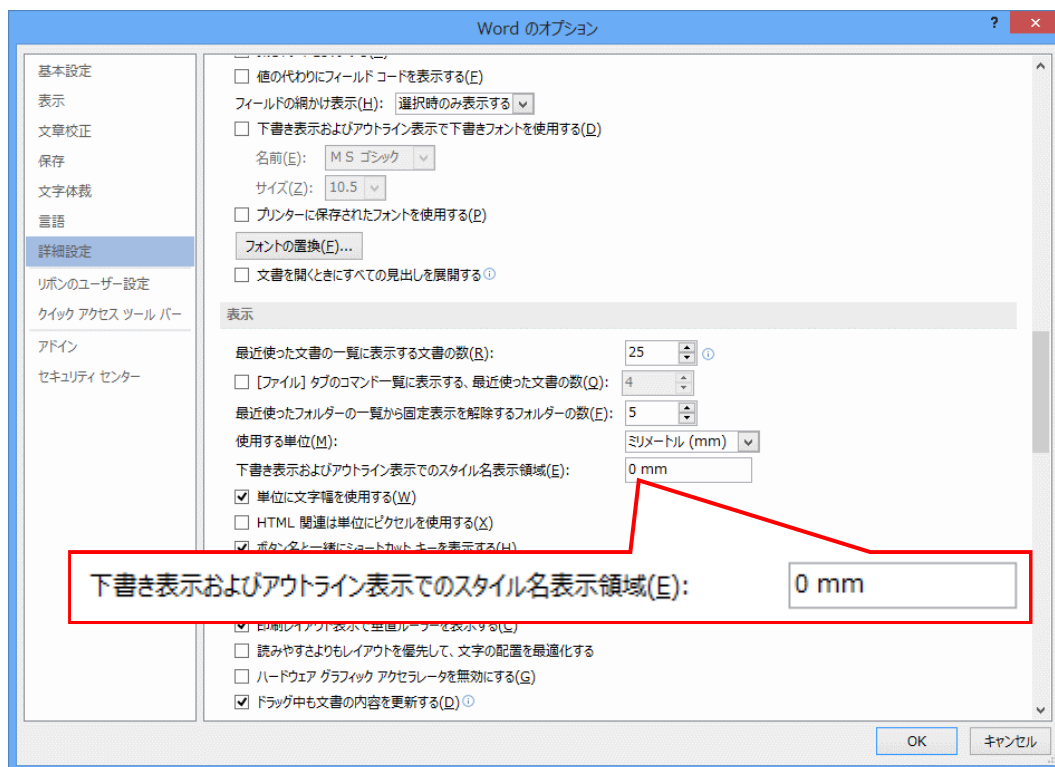 Word のオプション
? ×
基本設定
表示
文章校正
保存
文字体裁
言語
詳細設定
リボンのユーザー設定
クイック アクセス ツール バー
アドイン
セキュリティ センター
値の代わりにフィールド コードを表示する(F)
フィールドの網かけ表示(H): 選択時のみ表示する
下書き表示およびアウトライン表示で下書きフォントを使用する(D)
名前(E): ＭＳ ゴシック
サイズ(Z): 10.5
プリンターに保存されたフォントを使用する(P)
フォントの置換(F)...
文書を開くときにすべての見出しを展開する
表示
最近使った文書の一覧に表示する文書の数(R): 25
[ファイル] タブのコマンド一覧に表示する、最近使った文書の数(Q): 4
最近使ったフォルダーの一覧から固定表示を解除するフォルダーの数(F): 5
使用する単位(M): ミリメートル (mm)
下書き表示およびアウトライン表示でのスタイル名表示領域(E): 0 mm
単位に文字幅を使用する(W)
HTML 関連は単位にピクセルを使用する(X)
ボタン名と一緒にショートカット キーを表示する(H)
下書き表示およびアウトライン表示でのスタイル名表示領域(E): 0 mm
印刷レイアウト表示で垂直ルーラーを表示する(C)
読みやすさよりもレイアウトを優先して、文字の配置を最適化する
ハードウェア グラフィック アクセラレータを無効にする(G)
ドラッグ中も文書の内容を更新する(D)
OK キャンセル